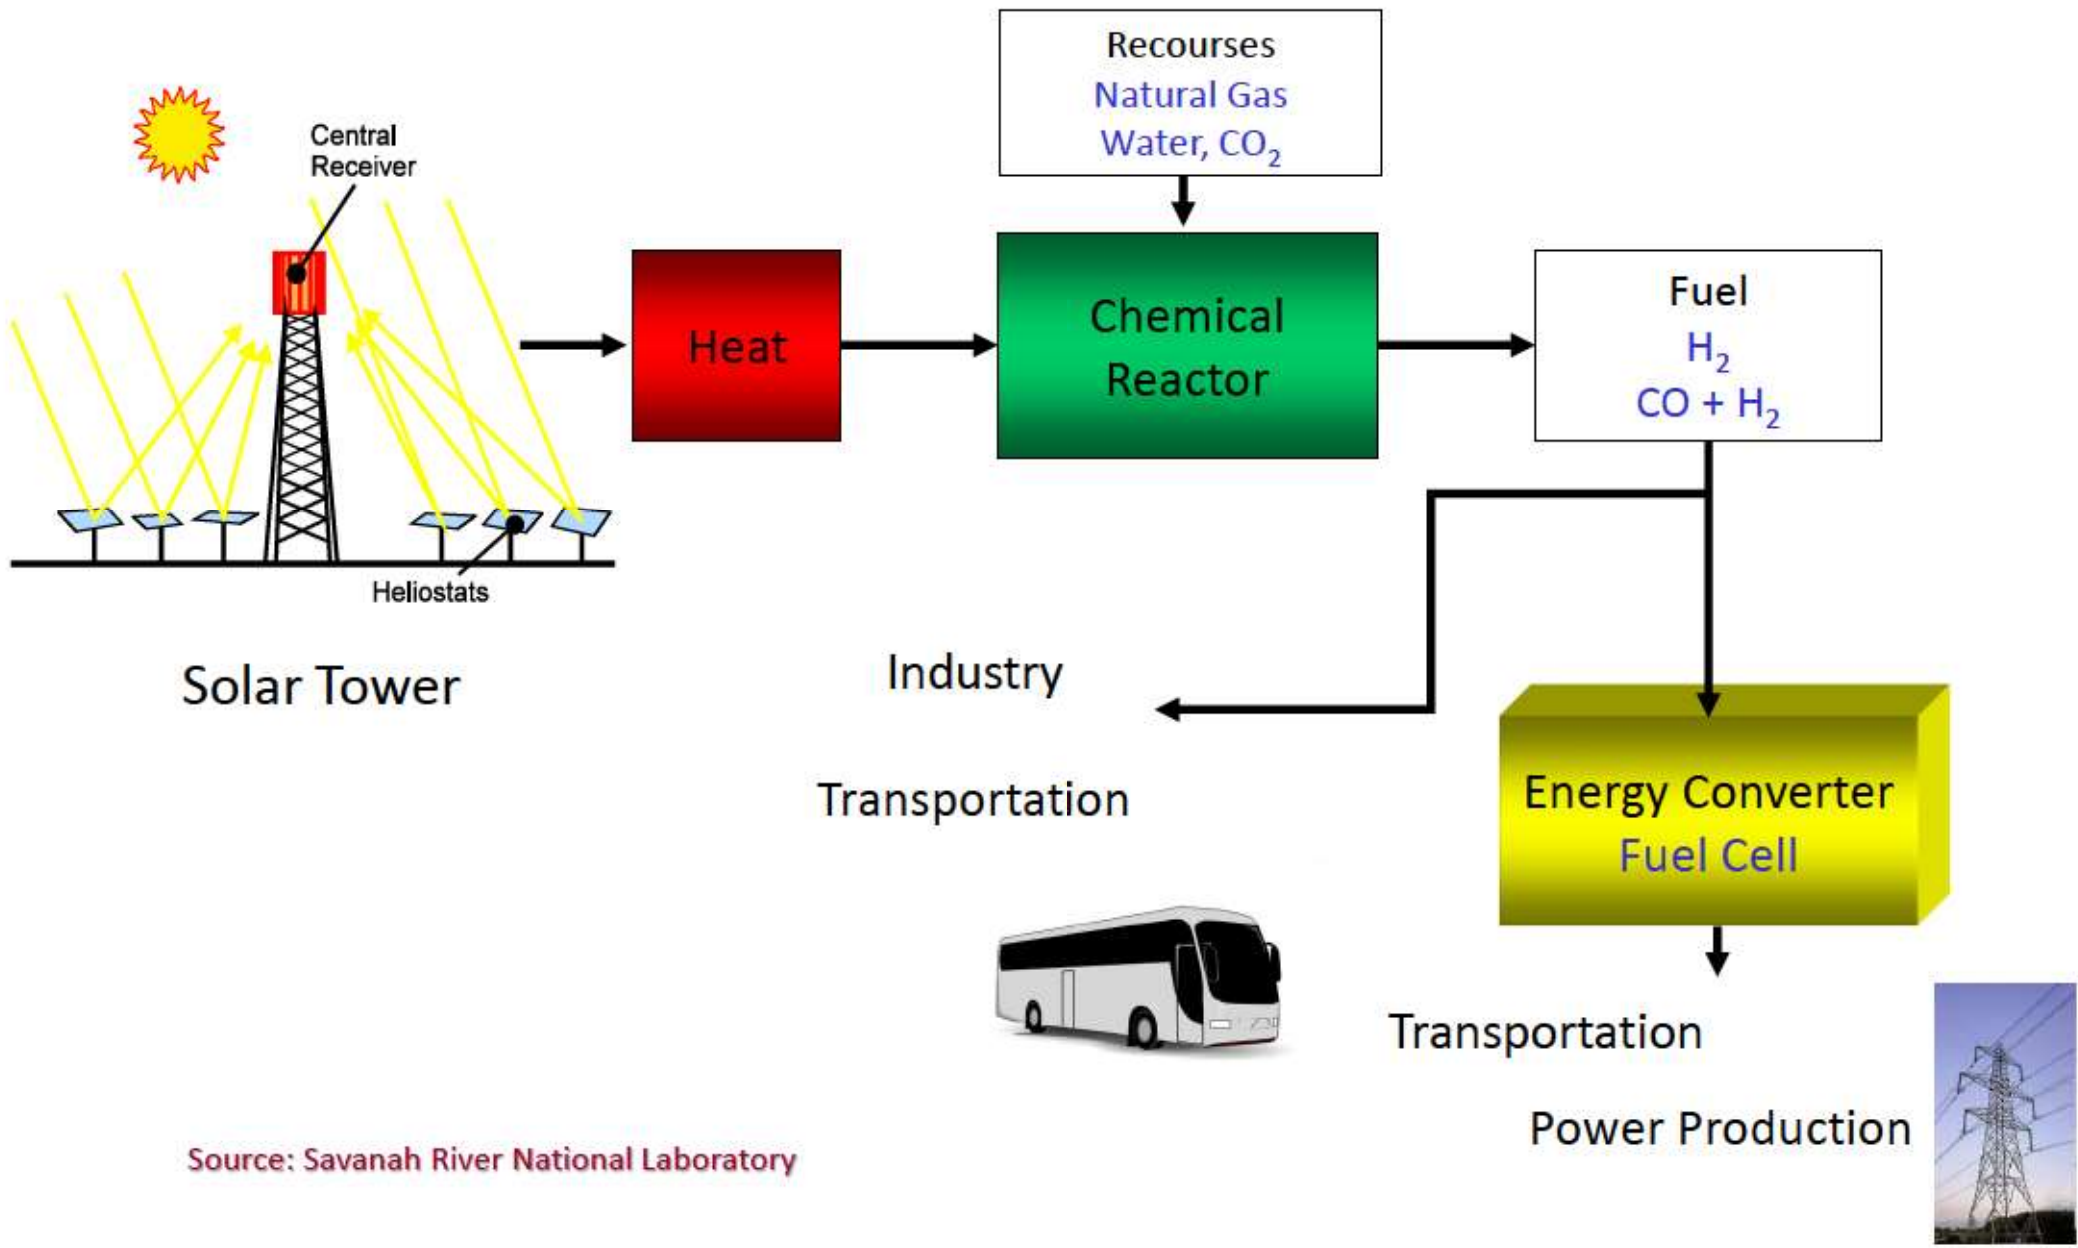 Recourses
Natural Gas
Water, CO₂
Central
Receiver
Heat
Chemical
Reactor
Fuel
H₂
CO + H₂
Heliostats
Solar Tower
Industry
Transportation
Energy Converter
Fuel Cell
Transportation
Power Production
Source: Savanah River National Laboratory